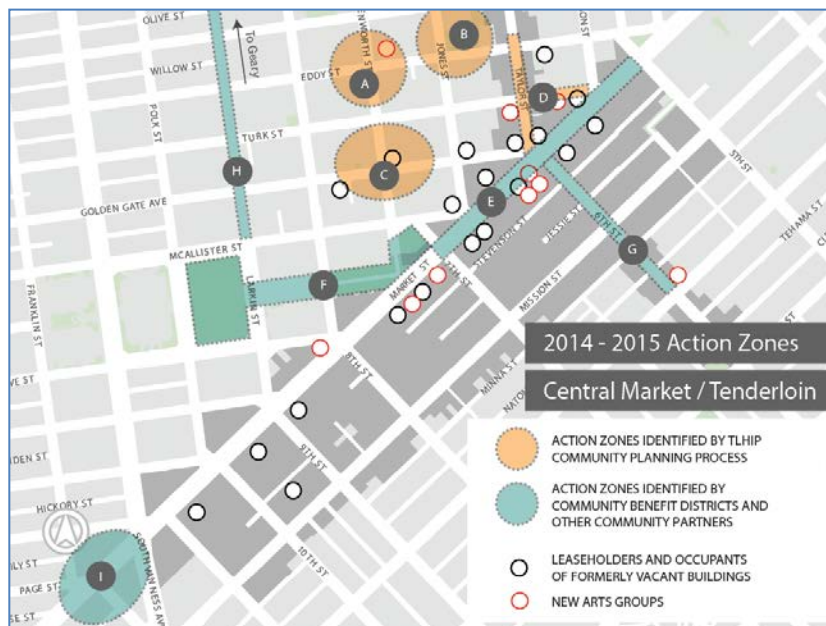 OLIVE ST
WILLOW ST
To Geary
EDDY ST
JONES ST
TAYLOR ST
A
B
C
D
E
F
G
H
I
POLK ST
TURK ST
GOLDEN GATE AVE
MCALLISTER ST
LARKIN ST
FRANKLIN ST
MARKET ST
7TH ST
STEVENSON ST
JESSIE ST
6TH ST
MISSION ST
5TH ST
TEHAMA ST
MINNA ST
8TH ST
9TH ST
10TH ST
HICKORY ST
PAGE ST
SOUTH VAN NESS AVE
2014 - 2015 Action Zones
Central Market / Tenderloin
ACTION ZONES IDENTIFIED BY TLHIP
COMMUNITY PLANNING PROCESS
ACTION ZONES IDENTIFIED BY
COMMUNITY BENEFIT DISTRICTS AND
OTHER COMMUNITY PARTNERS
LEASEHOLDERS AND OCCUPANTS
OF FORMERLY VACANT BUILDINGS
NEW ARTS GROUPS